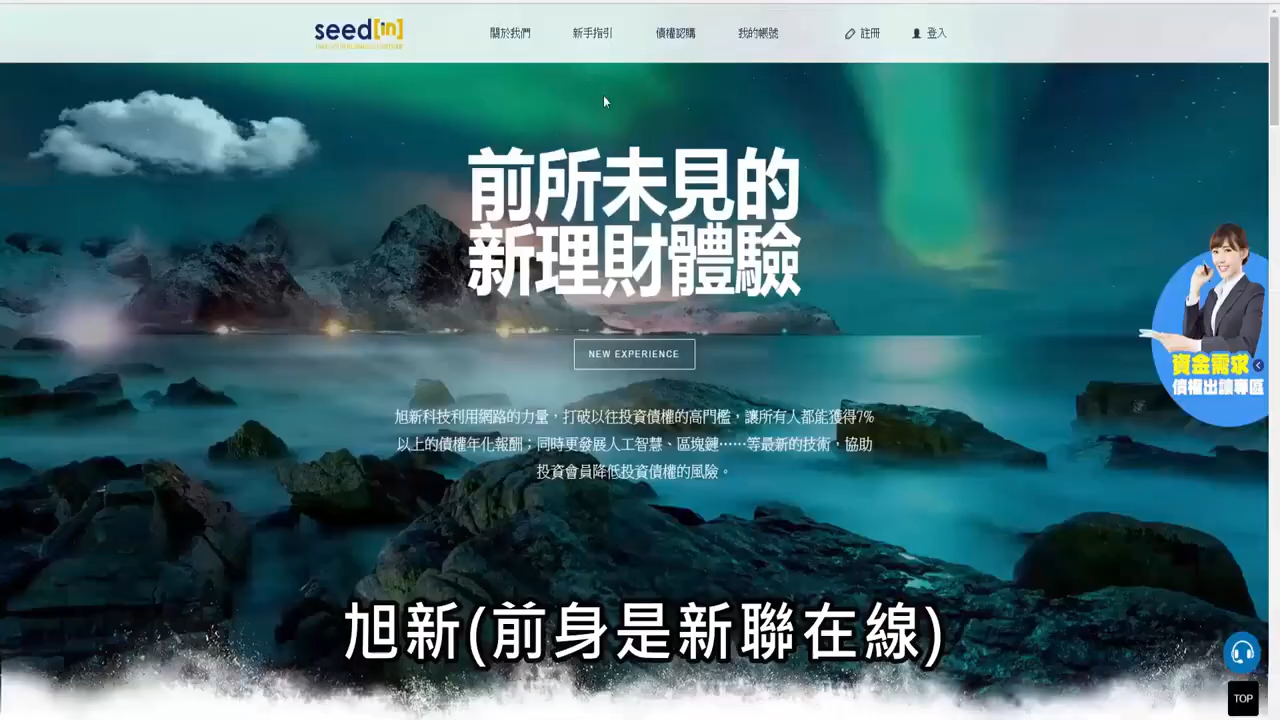 seed[in]
關於我們
新手指引
債權認購
我的帳號
註冊
登入
前所未見的
新理財體驗
NEW EXPERIENCE
旭新科技利用網路的力量，打破以往投資債權的高門檻，讓所有人都能獲得7%
以上的債權年化報酬；同時更發展人工智慧、區塊鏈……等最新的技術，協助
投資會員降低投資債權的風險。
資金需求
債權出讓專區
旭新(前身是新聯在線)
TOP